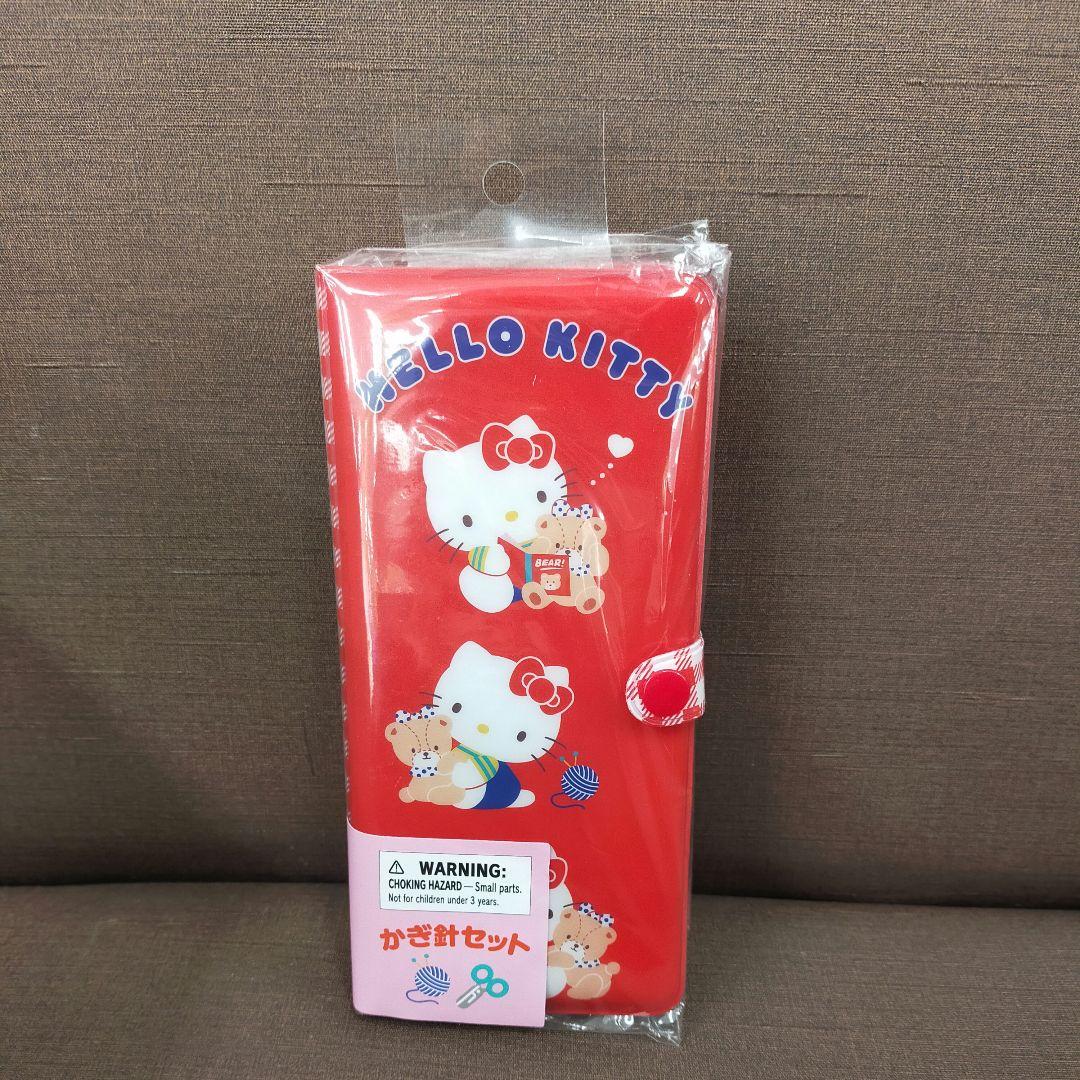 HELLO KITTY
BEAR!
⚠ WARNING:
CHOKING HAZARD — Small parts.
Not for children under 3 years.
かぎ針セット